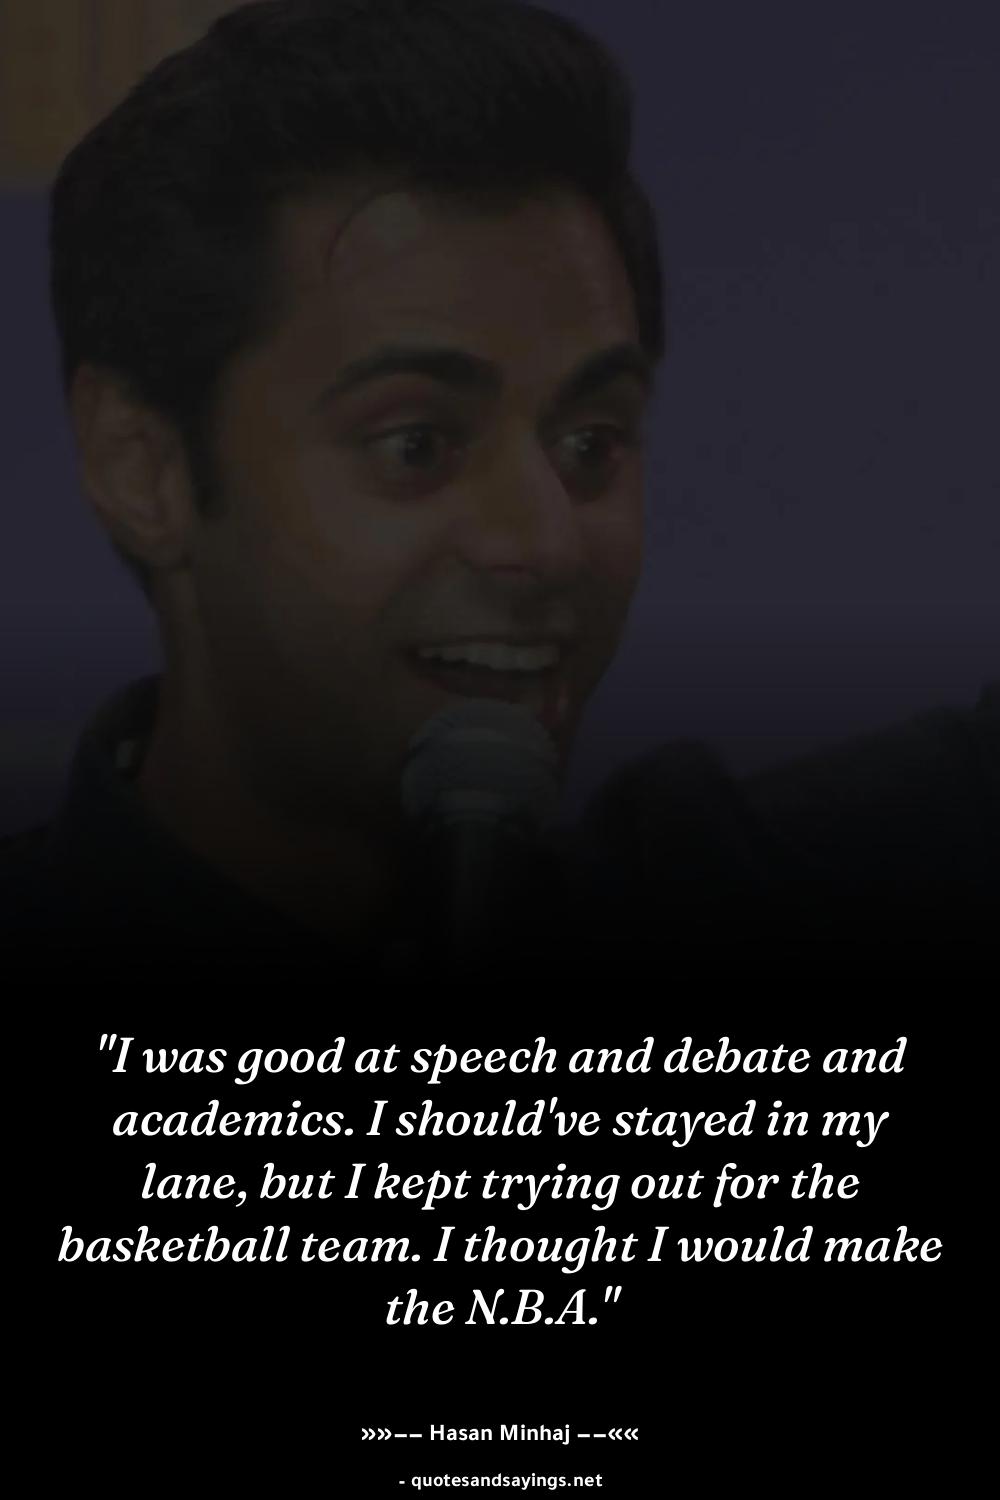 "I was good at speech and debate and
academics. I should've stayed in my
lane, but I kept trying out for the
basketball team. I thought I would make
the N.B.A."
»»−− Hasan Minhaj −−««
- quotesandsayings.net